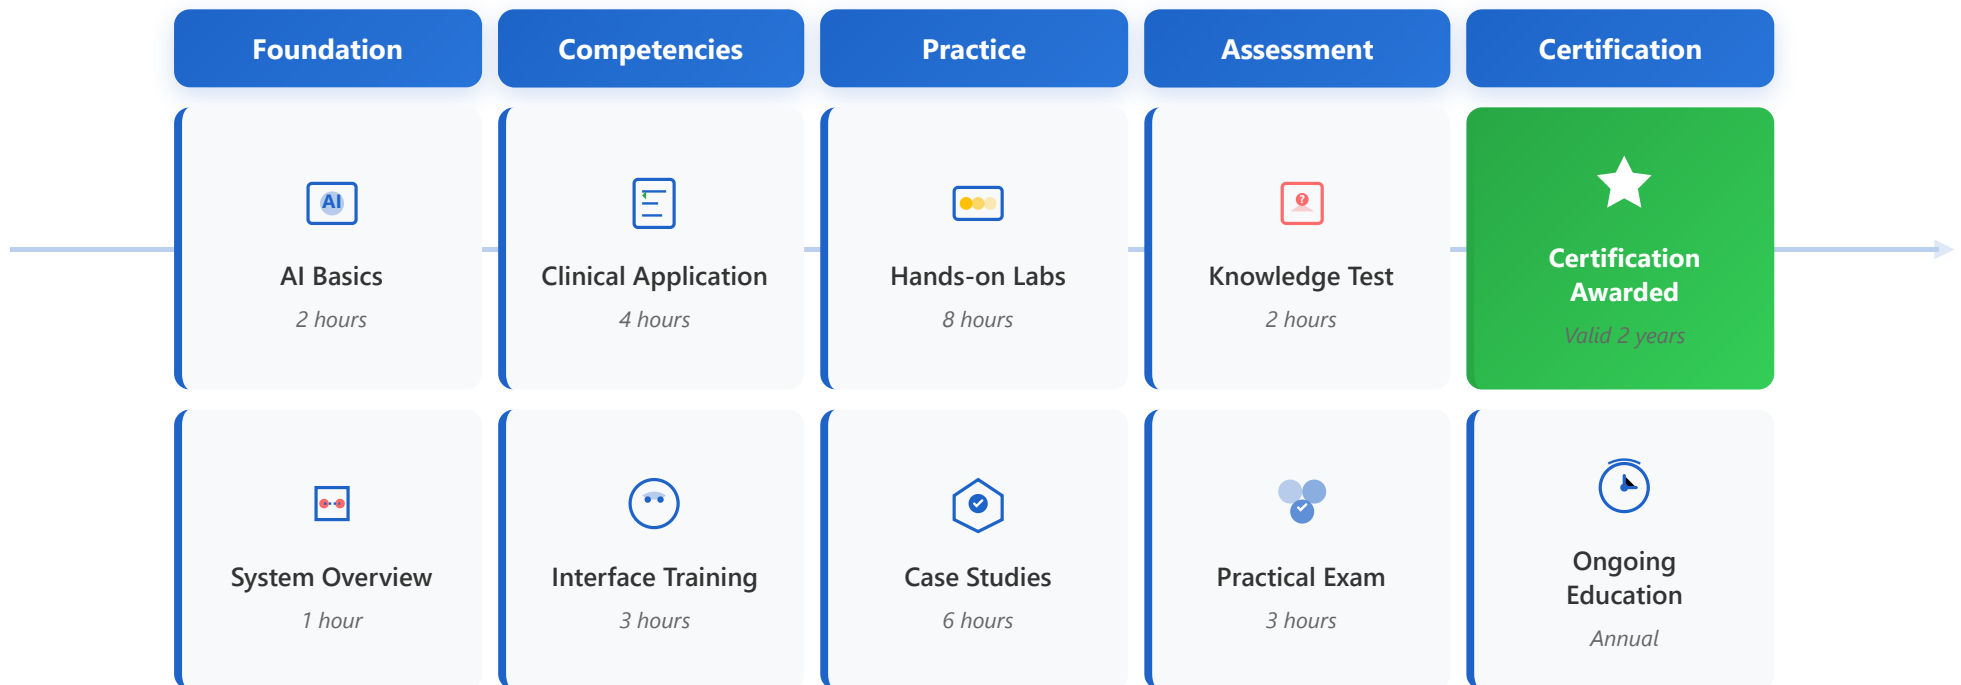 Foundation
Competencies
Practice
Assessment
Certification
AI
AI Basics
2 hours
Clinical Application
4 hours
Hands-on Labs
8 hours
?
Knowledge Test
2 hours
Certification
Awarded
Valid 2 years
System Overview
1 hour
Interface Training
3 hours
Case Studies
6 hours
Practical Exam
3 hours
Ongoing
Education
Annual